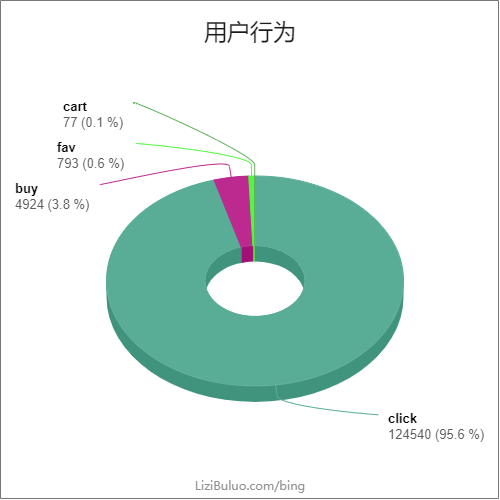 用户行为
cart
77 (0.1 %)
fav
793 (0.6 %)
buy
4924 (3.8 %)
click
124540 (95.6 %)
LiziBuluo.com/bing